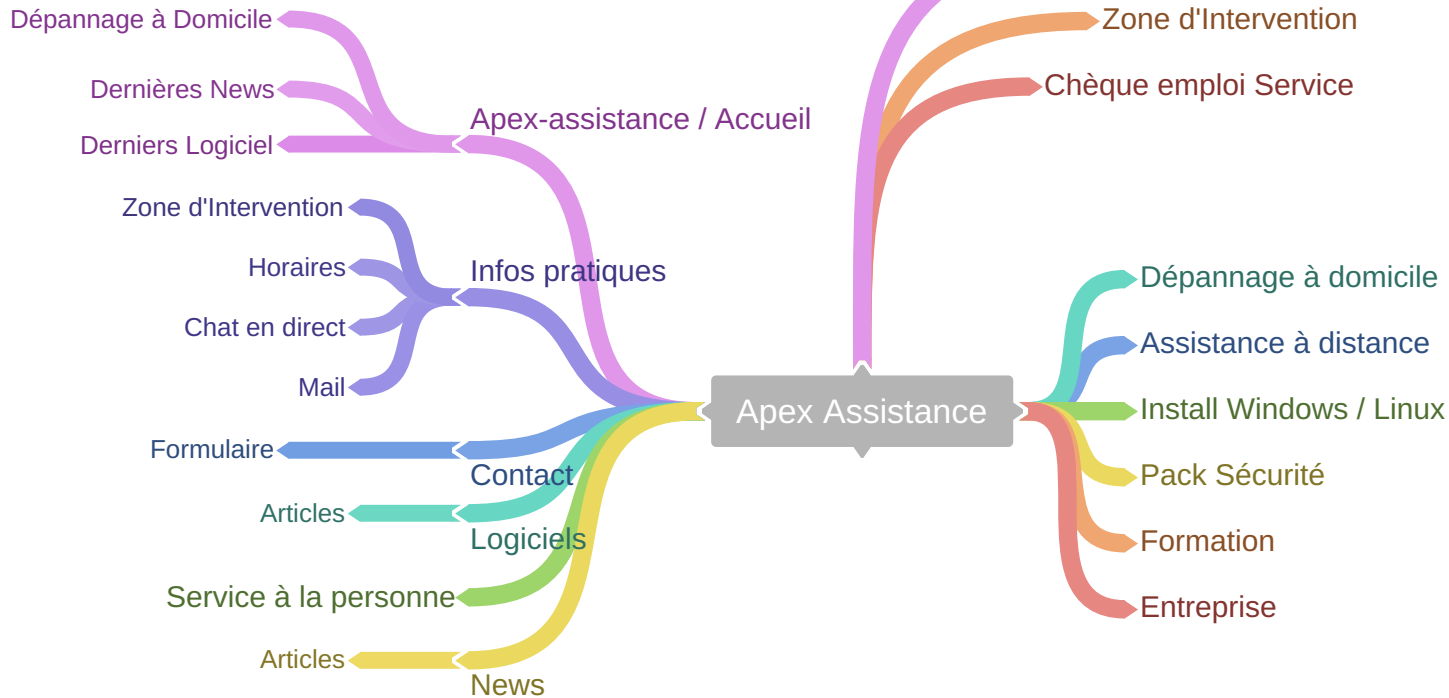 Dépannage à Domicile
Dernières News
Derniers Logiciel
Apex-assistance / Accueil
Zone d'Intervention
Horaires
Chat en direct
Mail
Infos pratiques
Formulaire
Contact
Articles
Logiciels
Service à la personne
Articles
News
Apex Assistance
Zone d'Intervention
Chèque emploi Service
Dépannage à domicile
Assistance à distance
Install Windows / Linux
Pack Sécurité
Formation
Entreprise